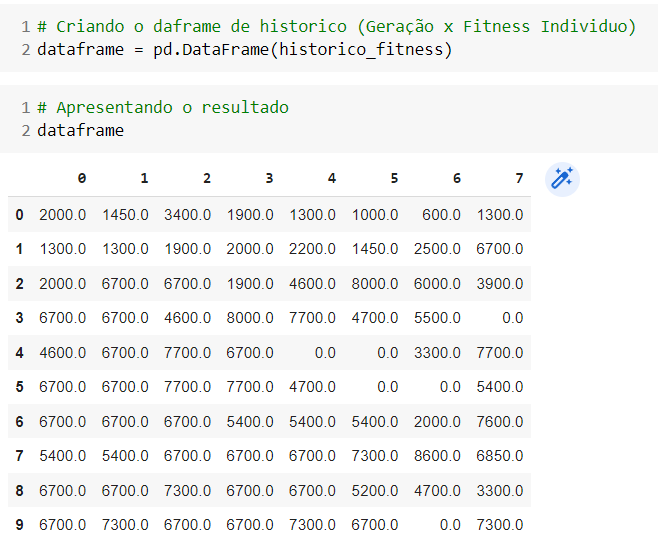 1 # Criando o daframe de historico (Geração x Fitness Individuo)
2 dataframe = pd.DataFrame(historico_fitness)
1 # Apresentando o resultado
2 dataframe
0 1 2 3 4 5 6 7
0 2000.0 1450.0 3400.0 1900.0 1300.0 1000.0 600.0 1300.0
1 1300.0 1300.0 1900.0 2000.0 2200.0 1450.0 2500.0 6700.0
2 2000.0 6700.0 6700.0 1900.0 4600.0 8000.0 6000.0 3900.0
3 6700.0 6700.0 4600.0 8000.0 7700.0 4700.0 5500.0 0.0
4 4600.0 6700.0 7700.0 6700.0 0.0 0.0 3300.0 7700.0
5 6700.0 6700.0 7700.0 7700.0 4700.0 0.0 0.0 5400.0
6 6700.0 6700.0 6700.0 5400.0 5400.0 5400.0 2000.0 7600.0
7 5400.0 5400.0 6700.0 6700.0 6700.0 7300.0 8600.0 6850.0
8 6700.0 6700.0 7300.0 6700.0 6700.0 5200.0 4700.0 3300.0
9 6700.0 7300.0 6700.0 6700.0 7300.0 6700.0 0.0 7300.0